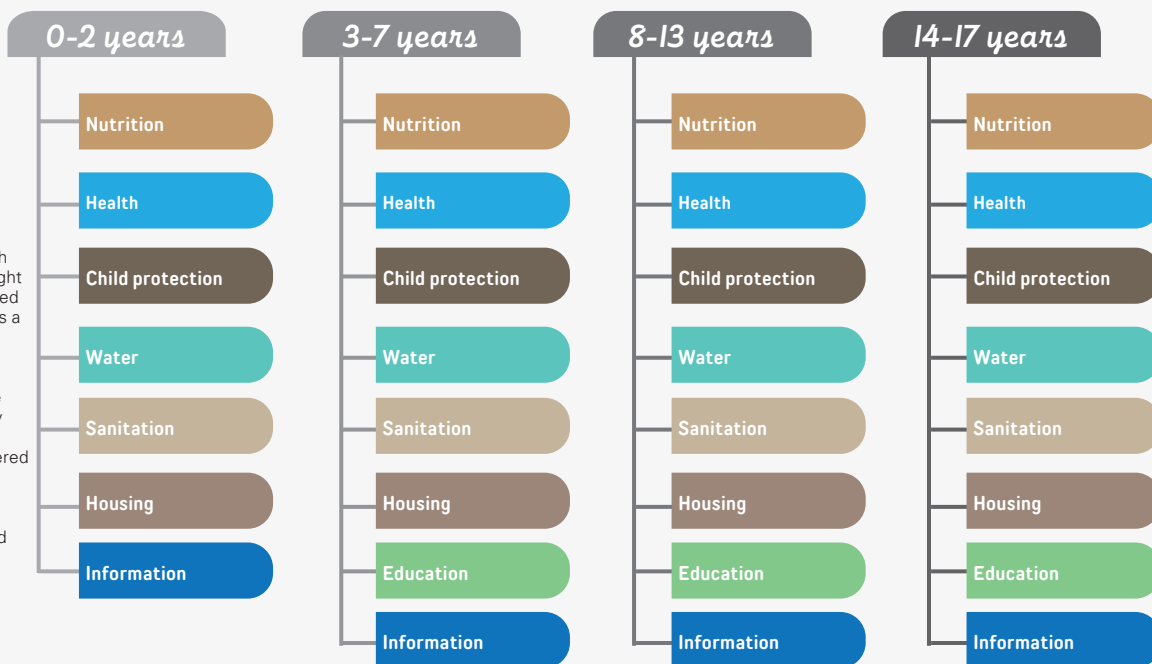 0-2 years
Nutrition
Health
Child protection
Water
Sanitation
Housing
Information
3-7 years
Nutrition
Health
Child protection
Water
Sanitation
Housing
Education
Information
8-13 years
Nutrition
Health
Child protection
Water
Sanitation
Housing
Education
Information
14-17 years
Nutrition
Health
Child protection
Water
Sanitation
Housing
Education
Information
s a